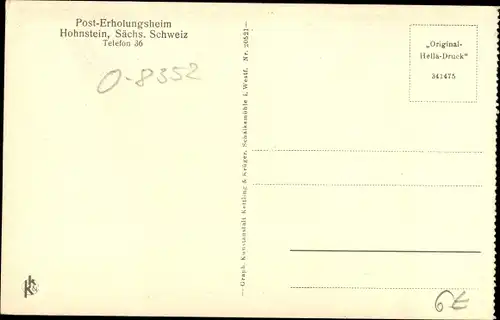 Post-Erholungsheim
Hohnstein, Sächs. Schweiz
Telefon 36
O-8352
Graph. Kunstanstalt Kettling & Krüger, Schalksmühle i. Westf. Nr. 20521
„Original-
Hella-Druck"
341475
6€